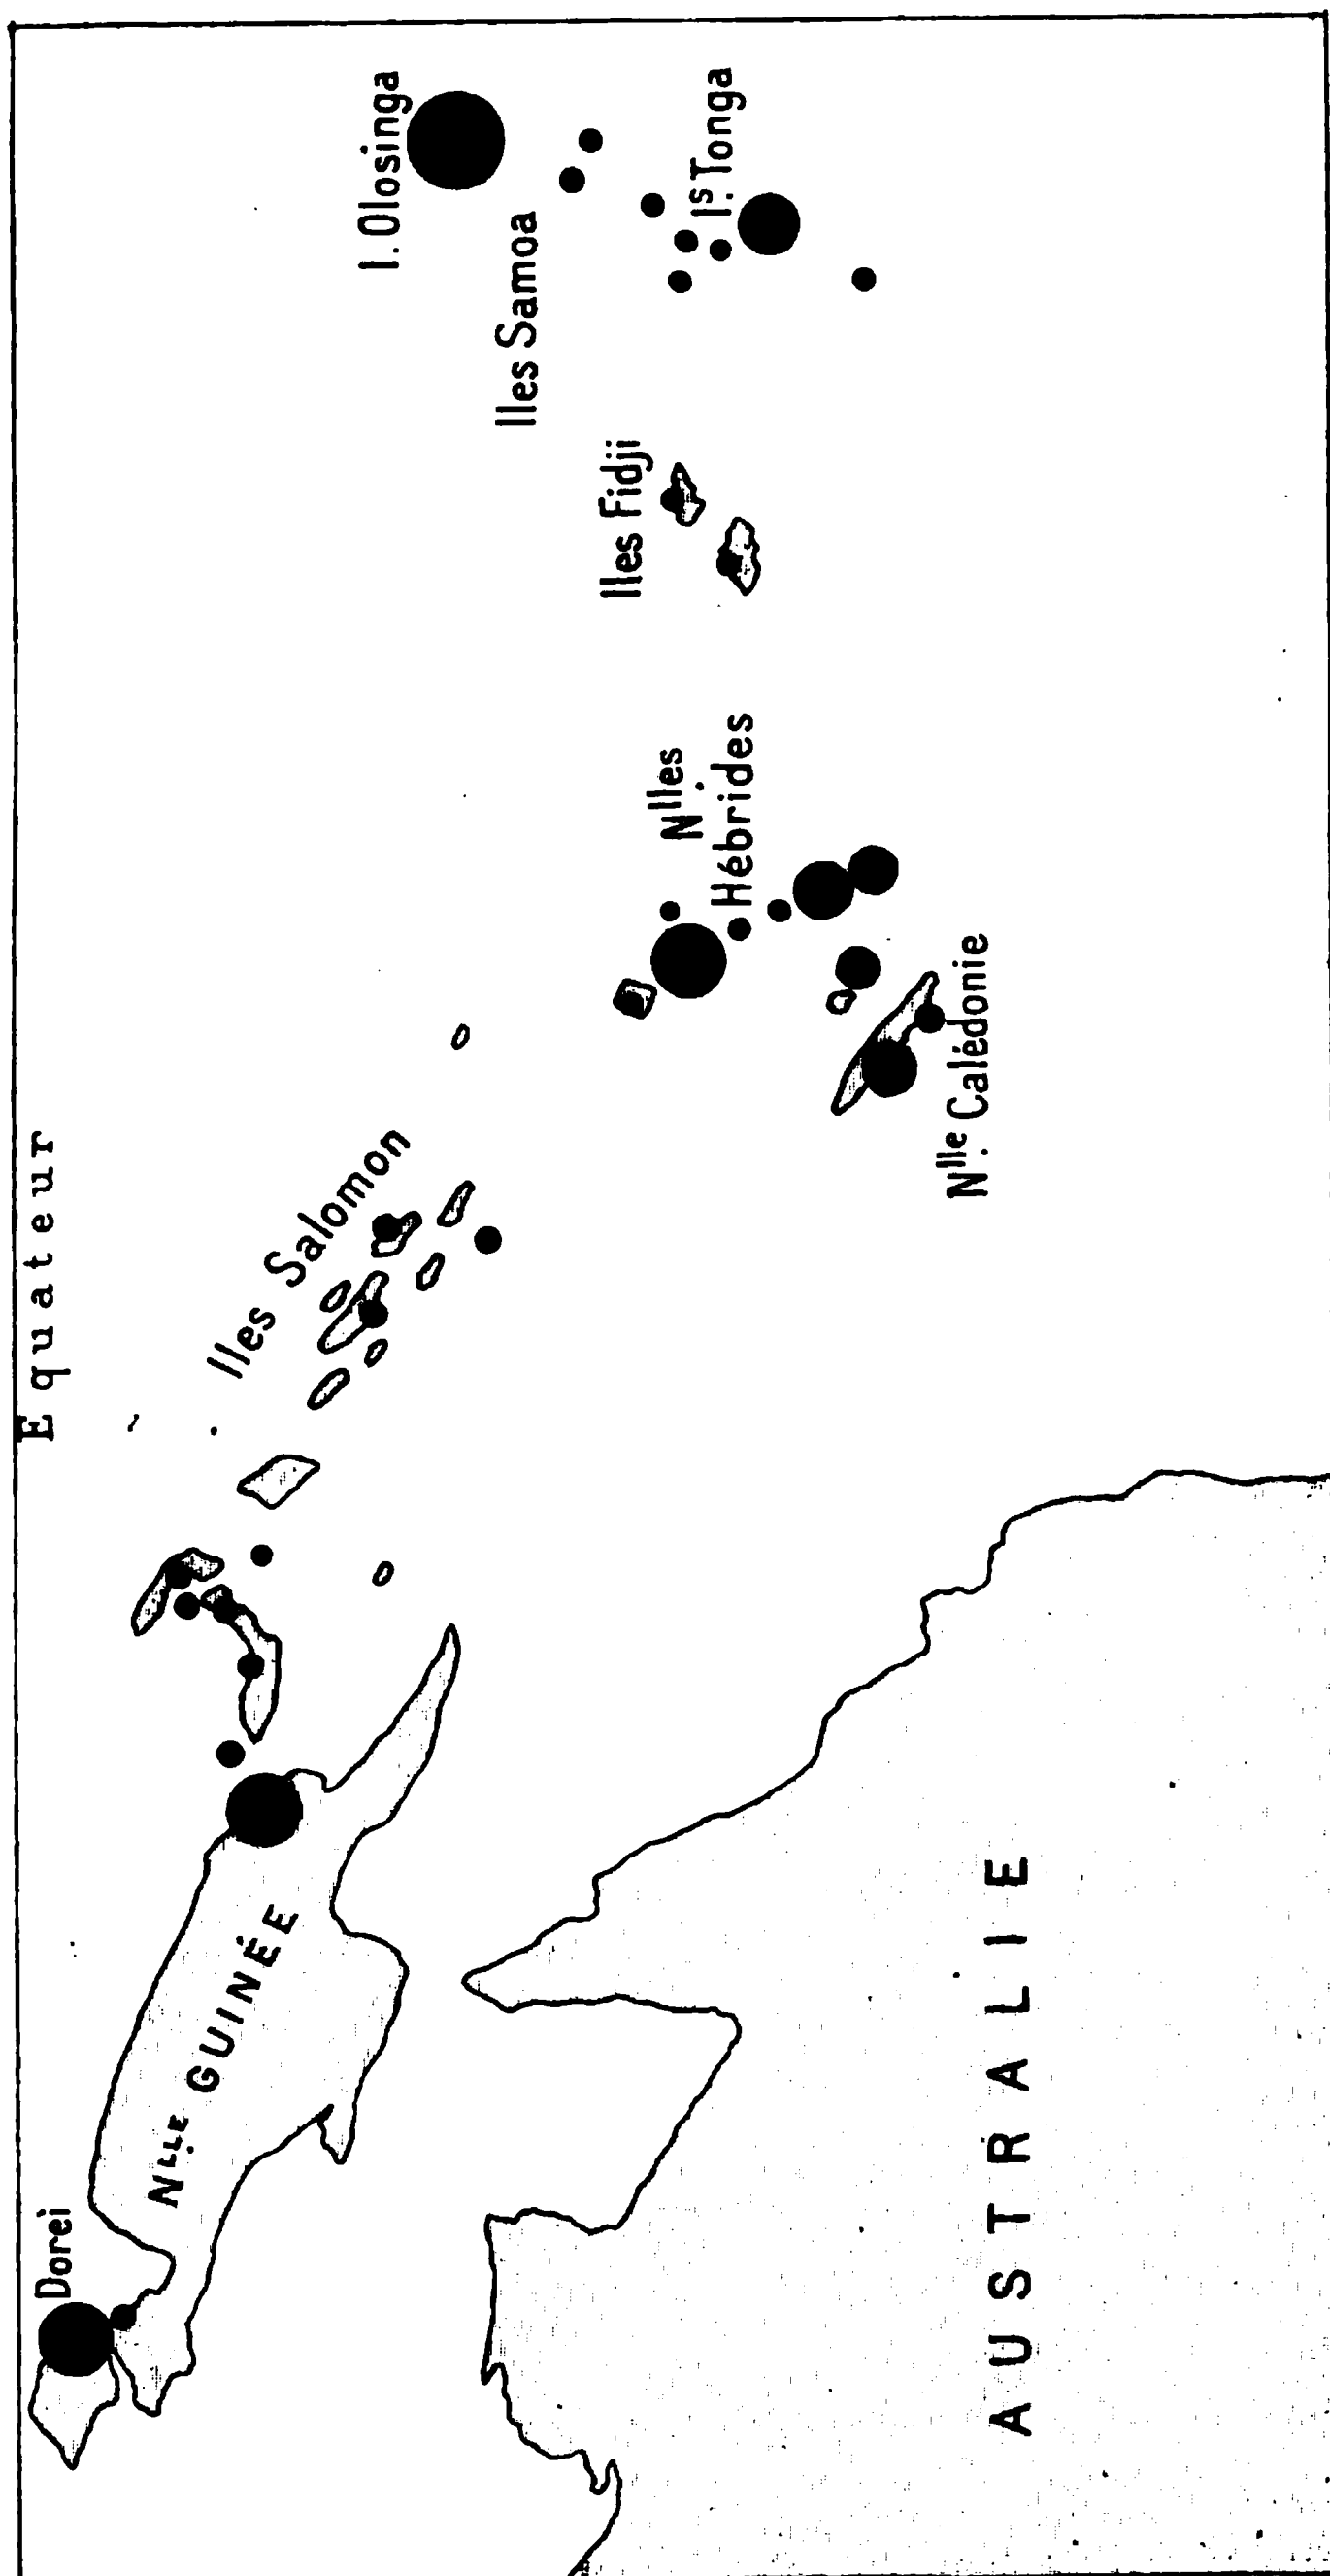 Equateur
Dorei
Nlle. GUINÉE
Iles Salomon
I. Olosinga
Iles Samoa
Is. Tonga
Iles Fidji
Nlles.
Hébrides
Nlle. Calédonie
AUSTRALIE